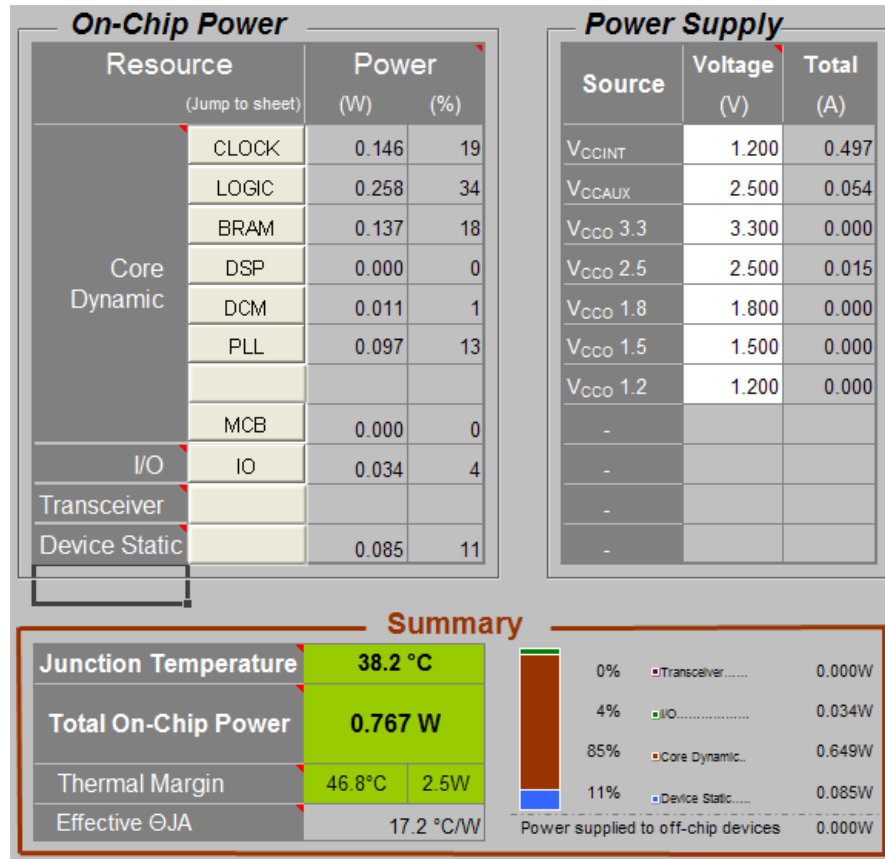 On-Chip Power
Resource Power
(Jump to sheet) (W) (%)
CLOCK 0.146 19
LOGIC 0.258 34
BRAM 0.137 18
Core Dynamic
DSP 0.000 0
DCM 0.011 1
PLL 0.097 13
MCB 0.000 0
I/O IO 0.034 4
Transceiver
Device Static 0.085 11
Power Supply
Source Voltage Total
(V) (A)
VCCINT 1.200 0.497
VCCAUX 2.500 0.054
VCCO 3.3 3.300 0.000
VCCO 2.5 2.500 0.015
VCCO 1.8 1.800 0.000
VCCO 1.5 1.500 0.000
VCCO 1.2 1.200 0.000
-
-
-
-
Summary
Junction Temperature 38.2 °C
Total On-Chip Power 0.767 W
Thermal Margin 46.8°C 2.5W
Effective ΘJA 17.2 °C/W
0% Transceiver...... 0.000W
4% I/O.................. 0.034W
85% Core Dynamic.. 0.649W
11% Device Static..... 0.085W
Power supplied to off-chip devices 0.000W